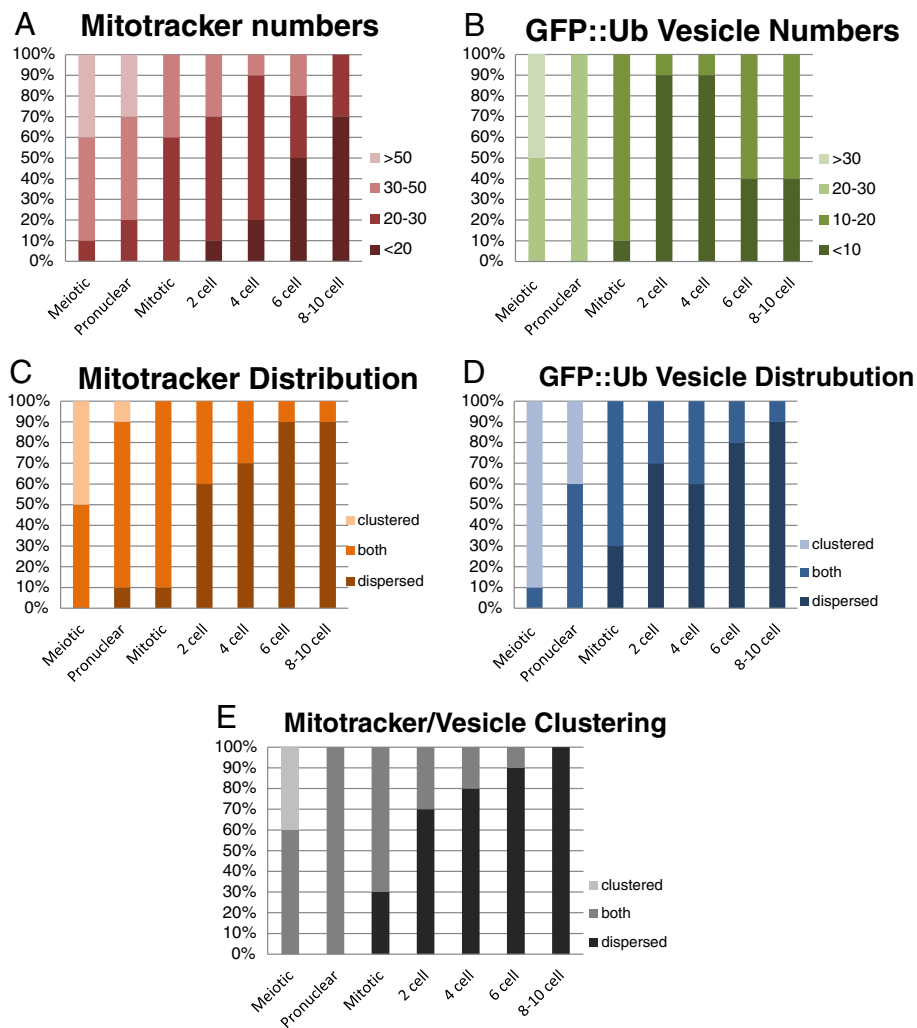 A Mitotracker numbers
100%
90%
80%
70%
60%
50%
40%
30%
20%
10%
0%
Meiotic
Pronuclear
Mitotic
2 cell
4 cell
6 cell
8-10 cell
>50
30-50
20-30
<20
B GFP::Ub Vesicle Numbers
100%
90%
80%
70%
60%
50%
40%
30%
20%
10%
0%
Meiotic
Pronuclear
Mitotic
2 cell
4 cell
6 cell
8-10 cell
>30
20-30
10-20
<10
C Mitotracker Distribution
100%
90%
80%
70%
60%
50%
40%
30%
20%
10%
0%
Meiotic
Pronuclear
Mitotic
2 cell
4 cell
6 cell
8-10 cell
clustered
both
dispersed
D GFP::Ub Vesicle Distrubution
100%
90%
80%
70%
60%
50%
40%
30%
20%
10%
0%
Meiotic
Pronuclear
Mitotic
2 cell
4 cell
6 cell
8-10 cell
clustered
both
dispersed
E Mitotracker/Vesicle Clustering
100%
90%
80%
70%
60%
50%
40%
30%
20%
10%
0%
Meiotic
Pronuclear
Mitotic
2 cell
4 cell
6 cell
8-10 cell
clustered
both
dispersed